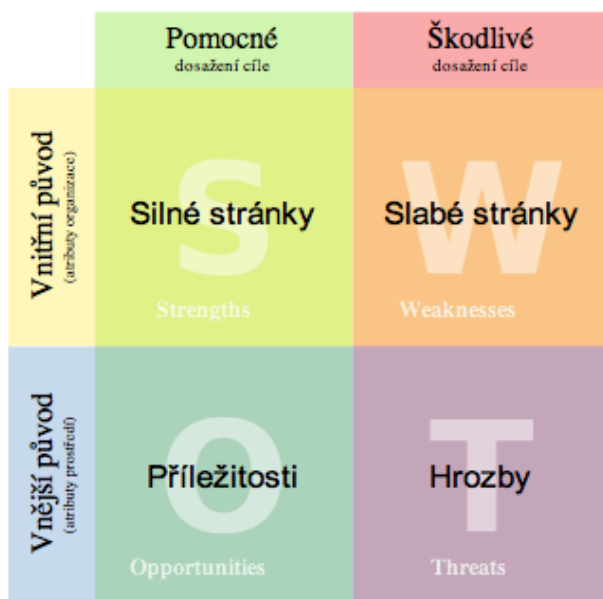 Pomocné
dosažení cíle
Škodlivé
dosažení cíle
Vnitřní původ
(atributy organizace)
S
Silné stránky
Strengths
W
Slabé stránky
Weaknesses
Vnější původ
(atributy prostředí)
O
Příležitosti
Opportunities
T
Hrozby
Threats